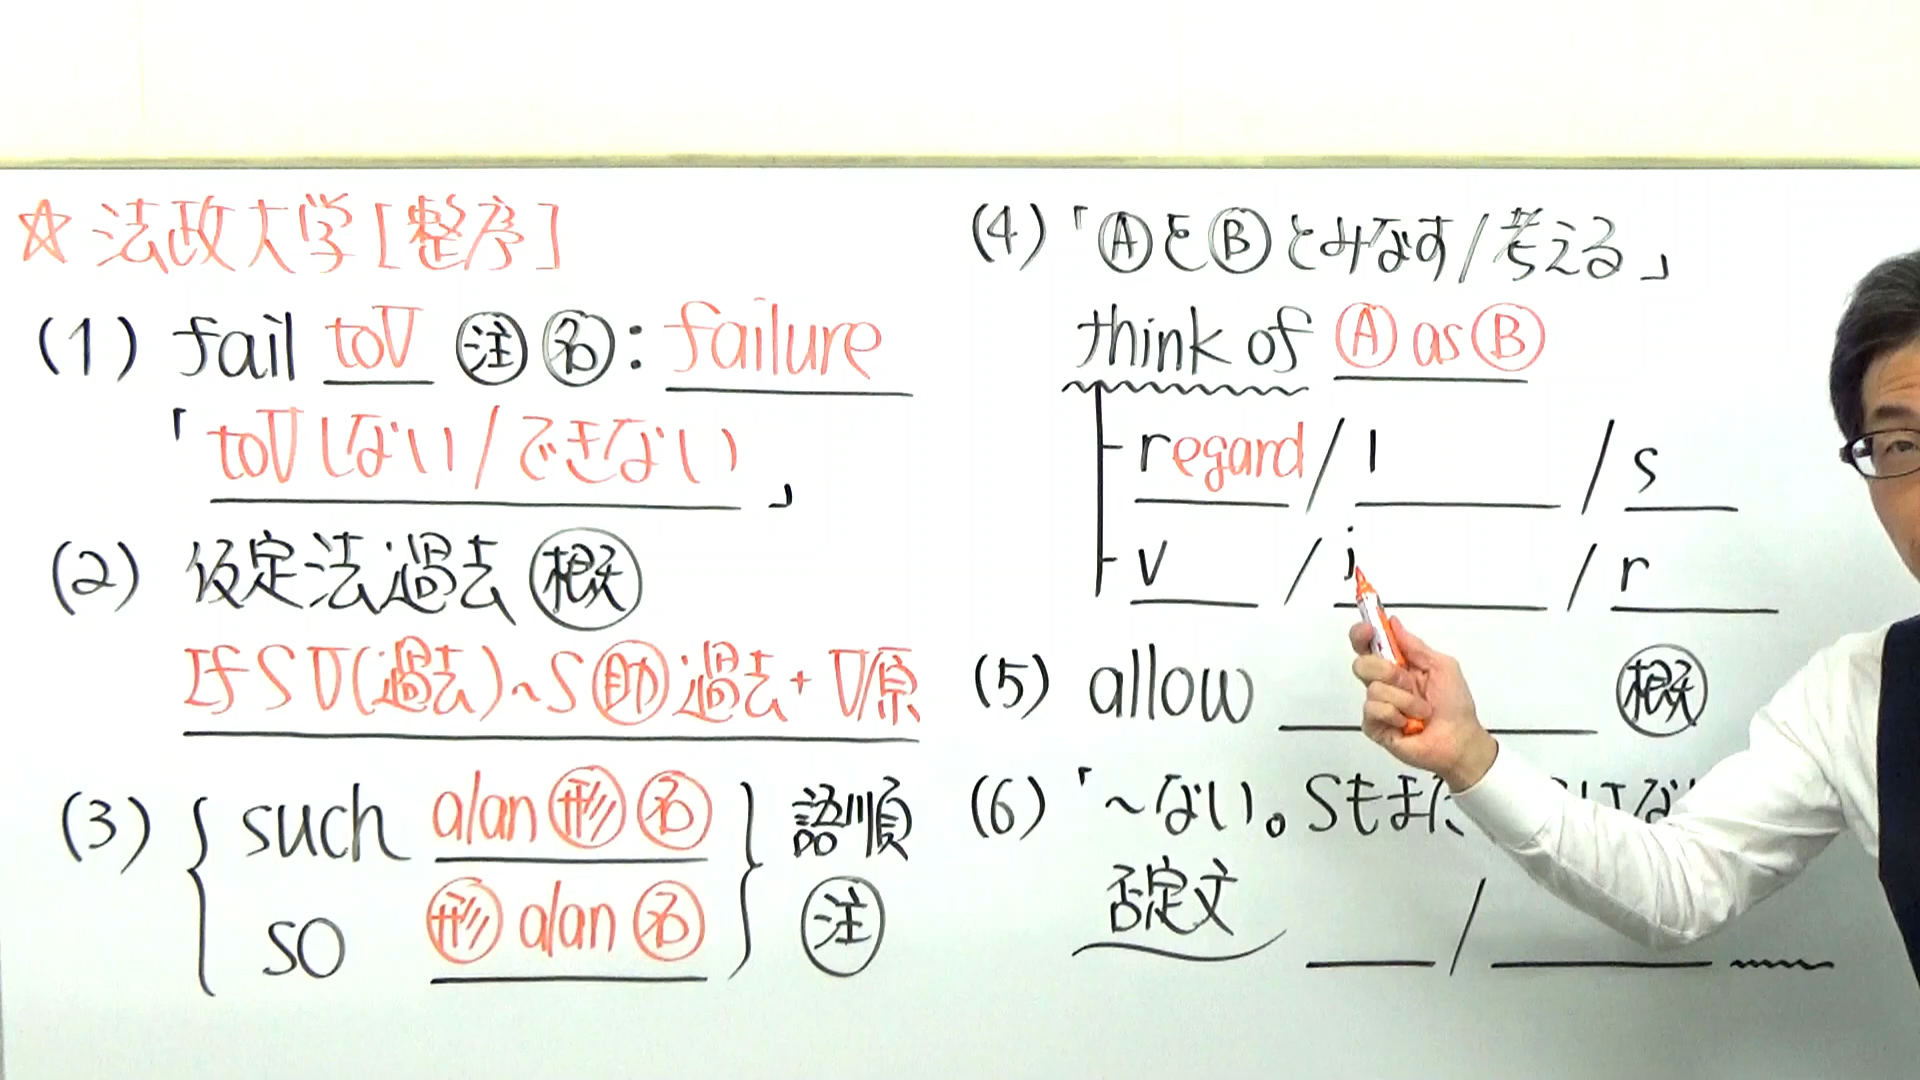 ☆法政大学[整序]
(1) fail toV 注 名: failure
「toVしない/できない」
(2) 仮定法過去 概
If S V(過去)~S 助 過去+V原
(3) such a/an 形 名
so 形 a/an 名
語順
注
(4)「AをBとみなす/考える」
think of A as B
regard / l / s
v / i / r
(5) allow 概
(6)「~ない。Sもまた
否定文 /